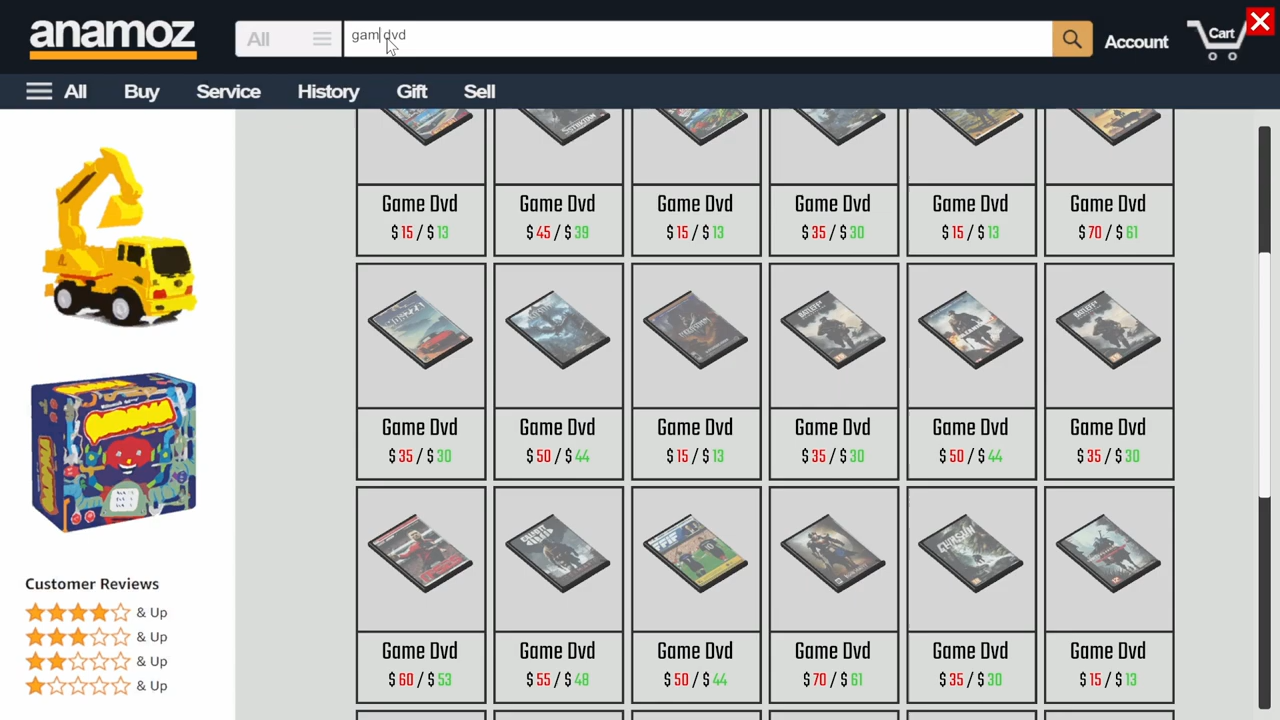 anamoz
All
gam dvd
Account
Cart
All Buy Service History Gift Sell
Game Dvd Game Dvd Game Dvd Game Dvd Game Dvd Game Dvd
$ 15 / $ 13 $ 45 / $ 39 $ 15 / $ 13 $ 35 / $ 30 $ 15 / $ 13 $ 70 / $ 61
Game Dvd Game Dvd Game Dvd Game Dvd Game Dvd Game Dvd
$ 35 / $ 30 $ 50 / $ 44 $ 15 / $ 13 $ 35 / $ 30 $ 50 / $ 44 $ 35 / $ 30
Game Dvd Game Dvd Game Dvd Game Dvd Game Dvd Game Dvd
$ 60 / $ 53 $ 55 / $ 48 $ 50 / $ 44 $ 70 / $ 61 $ 35 / $ 30 $ 15 / $ 13
Customer Reviews
& Up
& Up
& Up
& Up